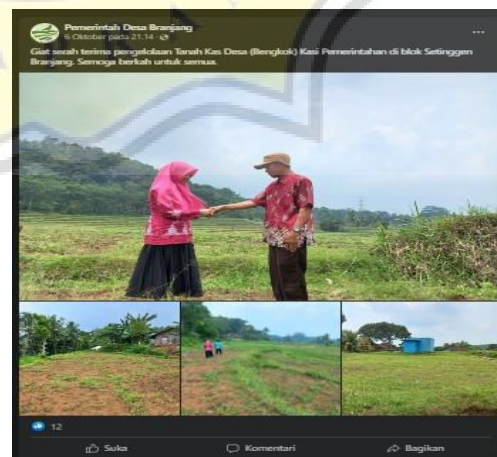 Pemerintah Desa Branjang
6 Oktober pada 21.14 ·
Giat serah terima pengelolaan Tanah Kas Desa (Bengkok) Kasi Pemerintahan di blok Setinggen
Branjang. Semoga berkah untuk semua.
12
Suka Komentari Bagikan